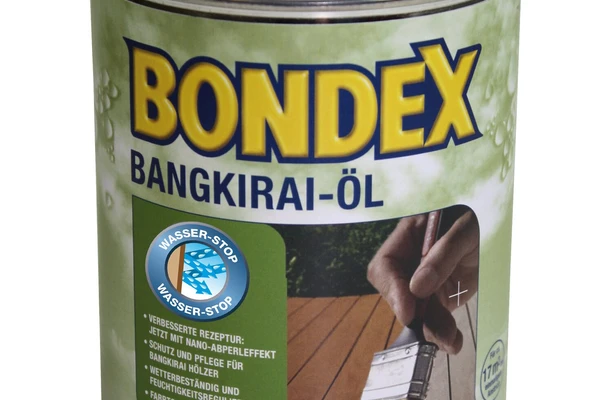 BONDEX
BANGKIRAI-ÖL
WASSER-STOP
WASSER-STOP
• VERBESSERTE REZEPTUR:
JETZT MIT NANO-ABPERLEFFEKT
• SCHUTZ UND PFLEGE FÜR
BANGKIRAI HÖLZER
• WETTERBESTÄNDIG UND
17m²